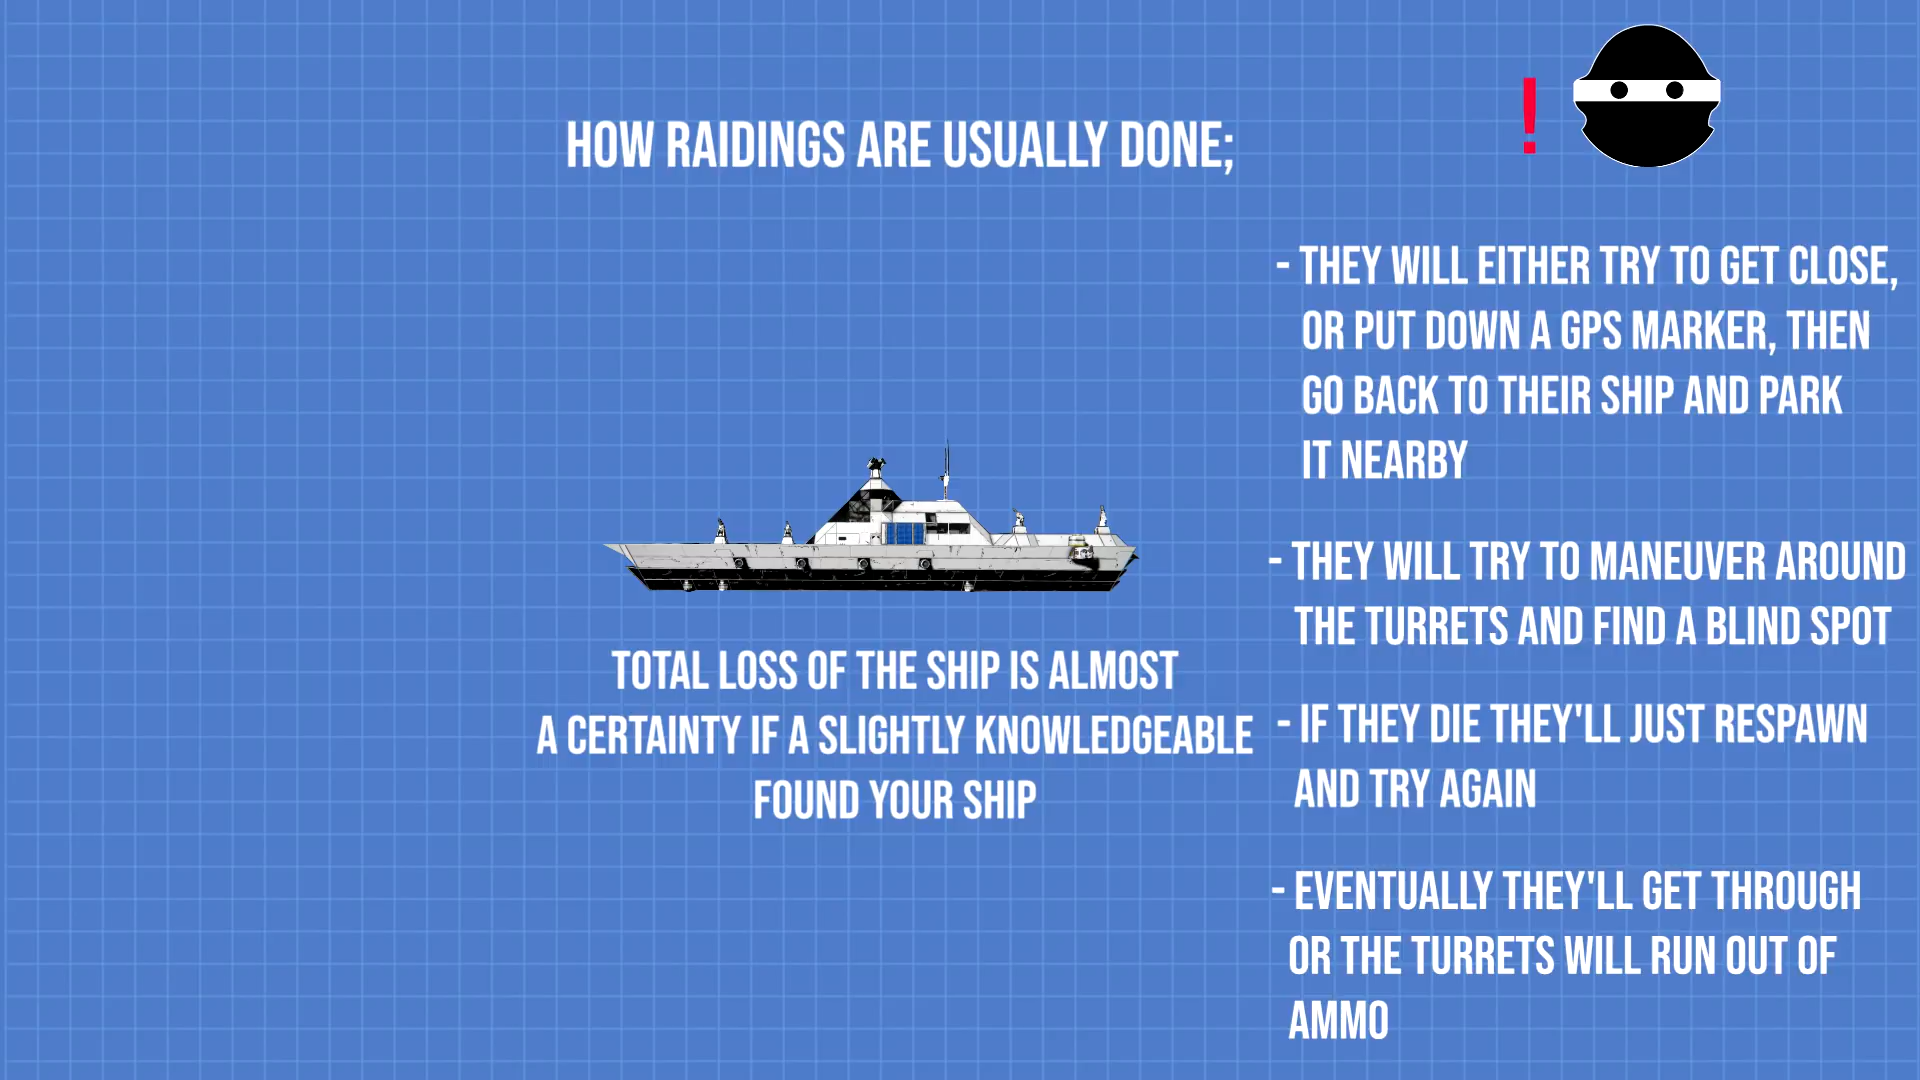 !
HOW RAIDINGS ARE USUALLY DONE;
- THEY WILL EITHER TRY TO GET CLOSE,
OR PUT DOWN A GPS MARKER, THEN
GO BACK TO THEIR SHIP AND PARK
IT NEARBY
- THEY WILL TRY TO MANEUVER AROUND
THE TURRETS AND FIND A BLIND SPOT
- IF THEY DIE THEY'LL JUST RESPAWN
AND TRY AGAIN
- EVENTUALLY THEY'LL GET THROUGH
OR THE TURRETS WILL RUN OUT OF
AMMO
TOTAL LOSS OF THE SHIP IS ALMOST
A CERTAINTY IF A SLIGHTLY KNOWLEDGEABLE
FOUND YOUR SHIP